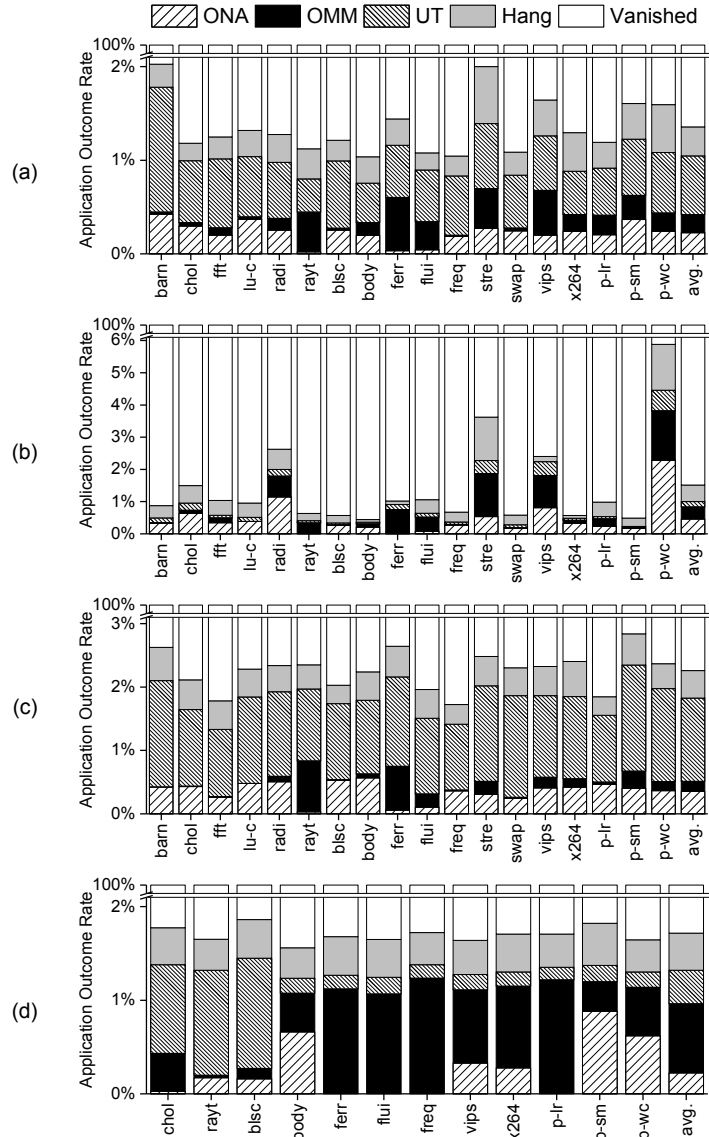 ONA OMM UT Hang Vanished
(a)
Application Outcome Rate
100%
2%
1%
0%
barn chol fft lu-c radi rayt blsc body ferr flui freq stre swap vips x264 p-lr p-sm p-wc avg.
(b)
Application Outcome Rate
100%
6%
5%
4%
3%
2%
1%
0%
barn chol fft lu-c radi rayt blsc body ferr flui freq stre swap vips x264 p-lr p-sm p-wc avg.
(c)
Application Outcome Rate
100%
3%
2%
1%
0%
barn chol fft lu-c radi rayt blsc body ferr flui freq stre swap vips x264 p-lr p-sm p-wc avg.
(d)
Application Outcome Rate
100%
2%
1%
0%
chol rayt blsc body ferr flui freq vips x264 p-lr p-sm p-wc avg.